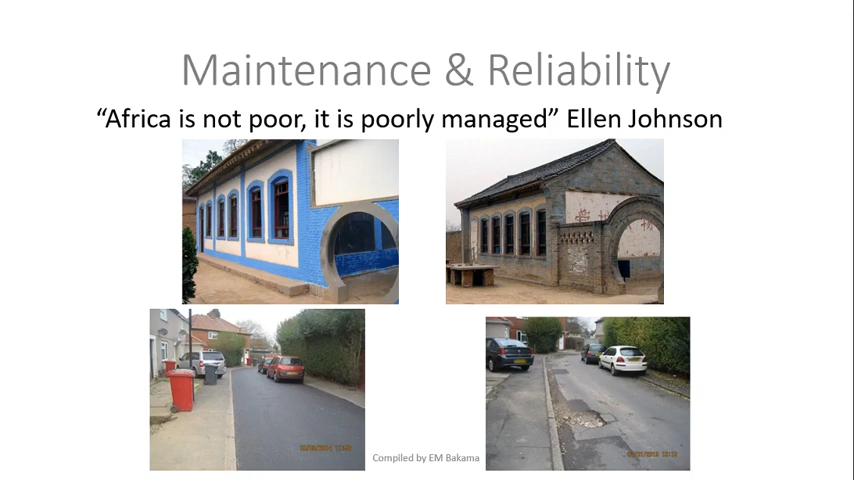 Maintenance & Reliability
“Africa is not poor, it is poorly managed” Ellen Johnson
Compiled by EM Bakama